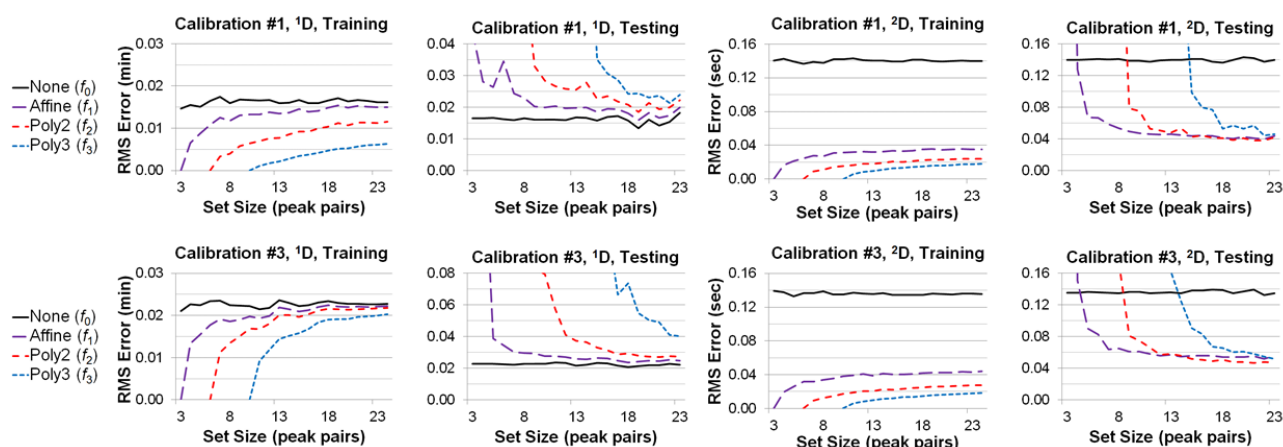 Calibration #1, ¹D, Training
RMS Error (min)
0.03
0.02
0.01
0.00
3 8 13 18 23
Set Size (peak pairs)
None (f₀)
Affine (f₁)
Poly2 (f₂)
Poly3 (f₃)
Calibration #1, ¹D, Testing
0.04
0.03
0.02
0.01
0.00
3 8 13 18 23
Set Size (peak pairs)
Calibration #1, ²D, Training
RMS Error (sec)
0.16
0.12
0.08
0.04
0.00
3 8 13 18 23
Set Size (peak pairs)
Calibration #1, ²D, Testing
0.16
0.12
0.08
0.04
0.00
3 8 13 18 23
Set Size (peak pairs)
Calibration #3, ¹D, Training
RMS Error (min)
0.03
0.02
0.01
0.00
3 8 13 18 23
Set Size (peak pairs)
None (f₀)
Affine (f₁)
Poly2 (f₂)
Poly3 (f₃)
Calibration #3, ¹D, Testing
0.08
0.06
0.04
0.02
0.00
3 8 13 18 23
Set Size (peak pairs)
Calibration #3, ²D, Training
RMS Error (sec)
0.16
0.12
0.08
0.04
0.00
3 8 13 18 23
Set Size (peak pairs)
Calibration #3, ²D, Testing
0.16
0.12
0.08
0.04
0.00
3 8 13 18 23
Set Size (peak pairs)